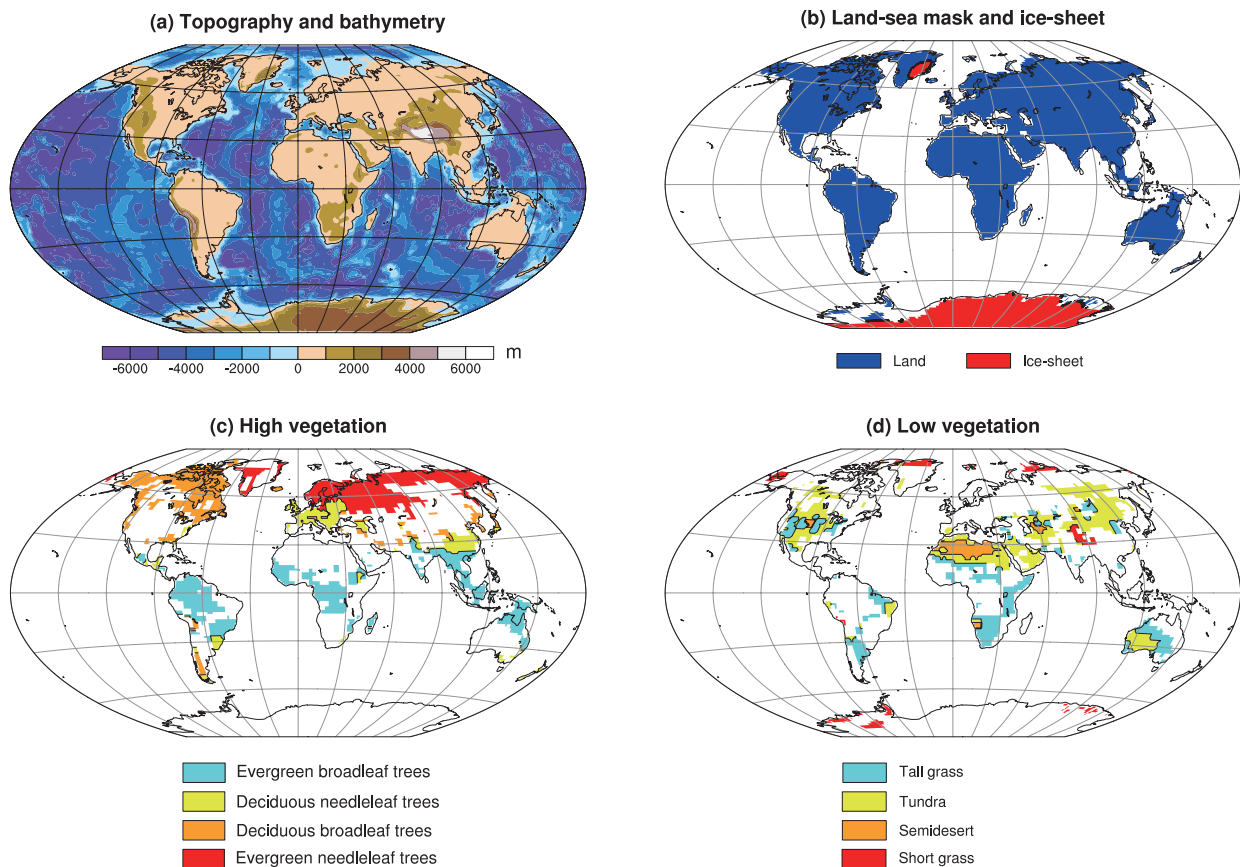 (a) Topography and bathymetry
(b) Land-sea mask and ice-sheet
-6000 -4000 -2000 0 2000 4000 6000 m
Land Ice-sheet
(c) High vegetation
(d) Low vegetation
Evergreen broadleaf trees
Deciduous needleleaf trees
Deciduous broadleaf trees
Evergreen needleleaf trees
Tall grass
Tundra
Semidesert
Short grass